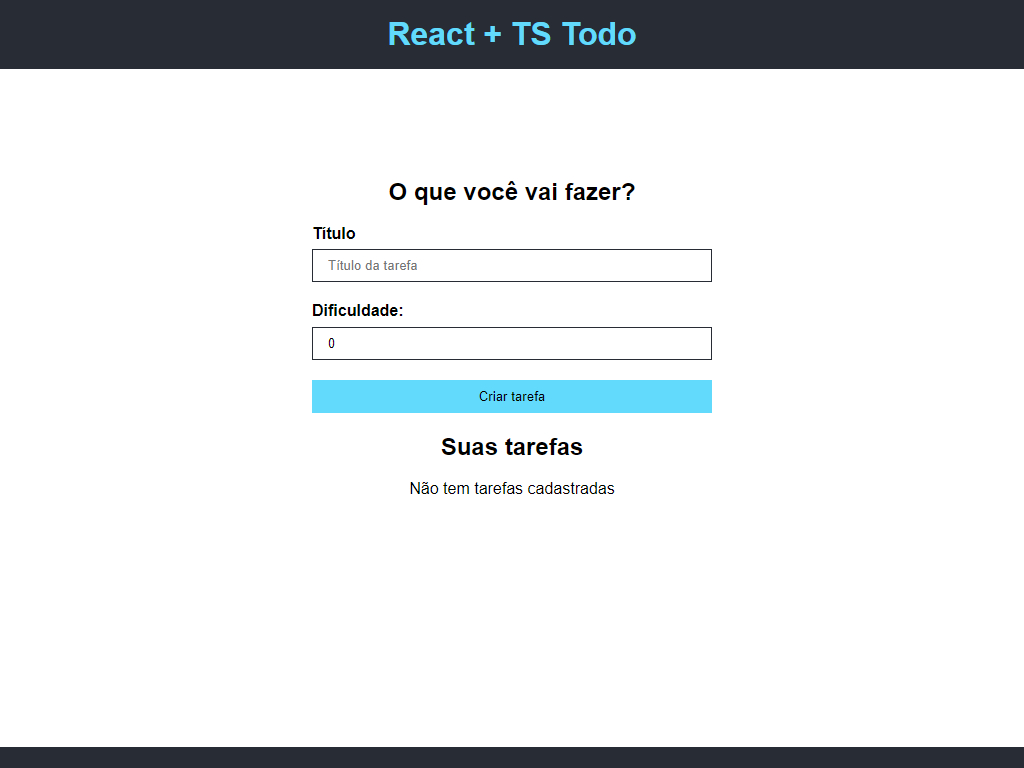 React + TS Todo
O que você vai fazer?
Título
Título da tarefa
Dificuldade:
0
Criar tarefa
Suas tarefas
Não tem tarefas cadastradas